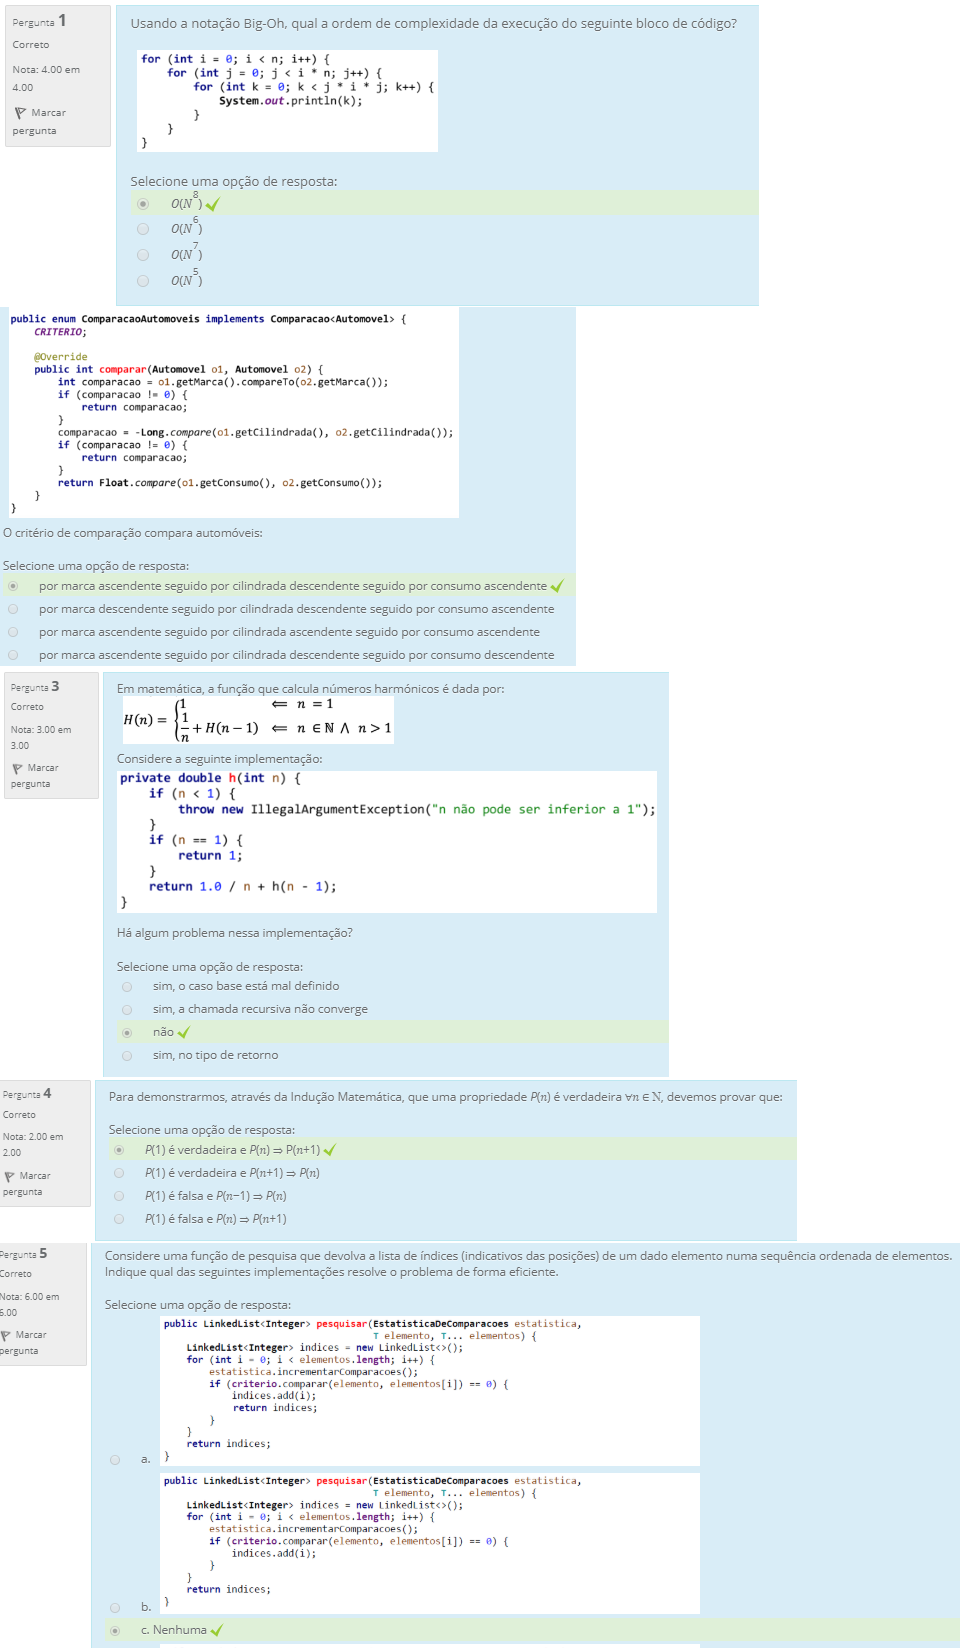 Pergunta 1
Correto
Nota: 4.00 em
4.00
Marcar
pergunta
Usando a notação Big-Oh, qual a ordem de complexidade da execução do seguinte bloco de código?
for (int i = 0; i < n; i++) {
for (int j = 0; j < i * n; j++) {
for (int k = 0; k < j * i * j; k++) {
System.out.println(k);
}
}
}
Selecione uma opção de resposta:
O(N^8)
O(N^6)
O(N^7)
O(N^5)
public enum ComparacaoAutomoveis implements Comparacao<Automovel> {
CRITERIO;
@Override
public int comparar(Automovel o1, Automovel o2) {
int comparacao = o1.getMarca().compareTo(o2.getMarca());
if (comparacao != 0) {
return comparacao;
}
comparacao = -Long.compare(o1.getCilindrada(), o2.getCilindrada());
if (comparacao != 0) {
return comparacao;
}
return Float.compare(o1.getConsumo(), o2.getConsumo());
}
}
O critério de comparação compara automóveis:
Selecione uma opção de resposta:
por marca ascendente seguido por cilindrada descendente seguido por consumo ascendente
por marca descendente seguido por cilindrada descendente seguido por consumo ascendente
por marca ascendente seguido por cilindrada ascendente seguido por consumo ascendente
por marca ascendente seguido por cilindrada descendente seguido por consumo descendente
Pergunta 3
Correto
Nota: 3.00 em
3.00
Marcar
pergunta
Em matemática, a função que calcula números harmónicos é dada por:
H(n) = { 1 ⇐ n = 1
1/n + H(n − 1) ⇐ n ∈ ℕ ∧ n > 1
Considere a seguinte implementação:
private double h(int n) {
if (n < 1) {
throw new IllegalArgumentException("n não pode ser inferior a 1");
}
if (n == 1) {
return 1;
}
return 1.0 / n + h(n - 1);
}
Há algum problema nessa implementação?
Selecione uma opção de resposta:
sim, o caso base está mal definido
sim, a chamada recursiva não converge
não
sim, no tipo de retorno
Pergunta 4
Correto
Nota: 2.00 em
2.00
Marcar
pergunta
Para demonstrarmos, através da Indução Matemática, que uma propriedade P(n) é verdadeira ∀n ∈ ℕ, devemos provar que:
Selecione uma opção de resposta:
P(1) é verdadeira e P(n) ⇒ P(n+1)
P(1) é verdadeira e P(n+1) ⇒ P(n)
P(1) é falsa e P(n−1) ⇒ P(n)
P(1) é falsa e P(n) ⇒ P(n+1)
Pergunta 5
Correto
Nota: 6.00 em
6.00
Marcar
pergunta
Considere uma função de pesquisa que devolva a lista de índices (indicativos das posições) de um dado elemento numa sequência ordenada de elementos.
Indique qual das seguintes implementações resolve o problema de forma eficiente.
Selecione uma opção de resposta:
public LinkedList<Integer> pesquisar(EstatisticaDeComparacoes estatistica,
T elemento, T... elementos) {
LinkedList<Integer> indices = new LinkedList<>();
for (int i = 0; i < elementos.length; i++) {
estatistica.incrementarComparacoes();
if (criterio.comparar(elemento, elementos[i]) == 0) {
indices.add(i);
return indices;
}
}
return indices;
}
a.
public LinkedList<Integer> pesquisar(EstatisticaDeComparacoes estatistica,
T elemento, T... elementos) {
LinkedList<Integer> indices = new LinkedList<>();
for (int i = 0; i < elementos.length; i++) {
estatistica.incrementarComparacoes();
if (criterio.comparar(elemento, elementos[i]) == 0) {
indices.add(i);
}
}
return indices;
}
b.
c. Nenhuma